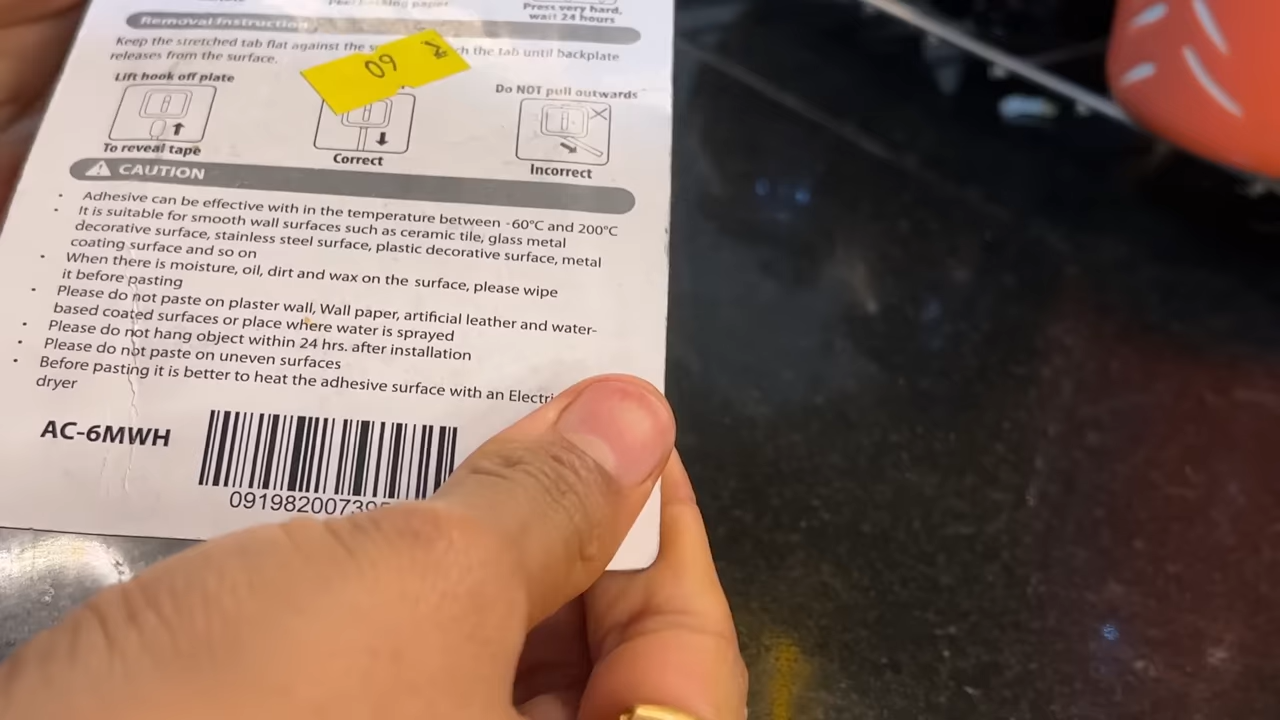 Press very hard,
wait 24 hours
Removal Instruction
Keep the stretched tab flat against the the tab until backplate
releases from the surface.
60
Lift hook off plate
Do NOT pull outwards
To reveal tape
Correct
Incorrect
CAUTION
• Adhesive can be effective with in the temperature between -60°C and 200°C
• It is suitable for smooth wall surfaces such as ceramic tile, glass metal
decorative surface, stainless steel surface, plastic decorative surface, metal
coating surface and so on
• When there is moisture, oil, dirt and wax on the surface, please wipe
it before pasting
• Please do not paste on plaster wall, Wall paper, artificial leather and water-
based coated surfaces or place where water is sprayed
• Please do not hang object within 24 hrs. after installation
• Please do not paste on uneven surfaces
• Before pasting it is better to heat the adhesive surface with an Electri
dryer
AC-6MWH
0919820073